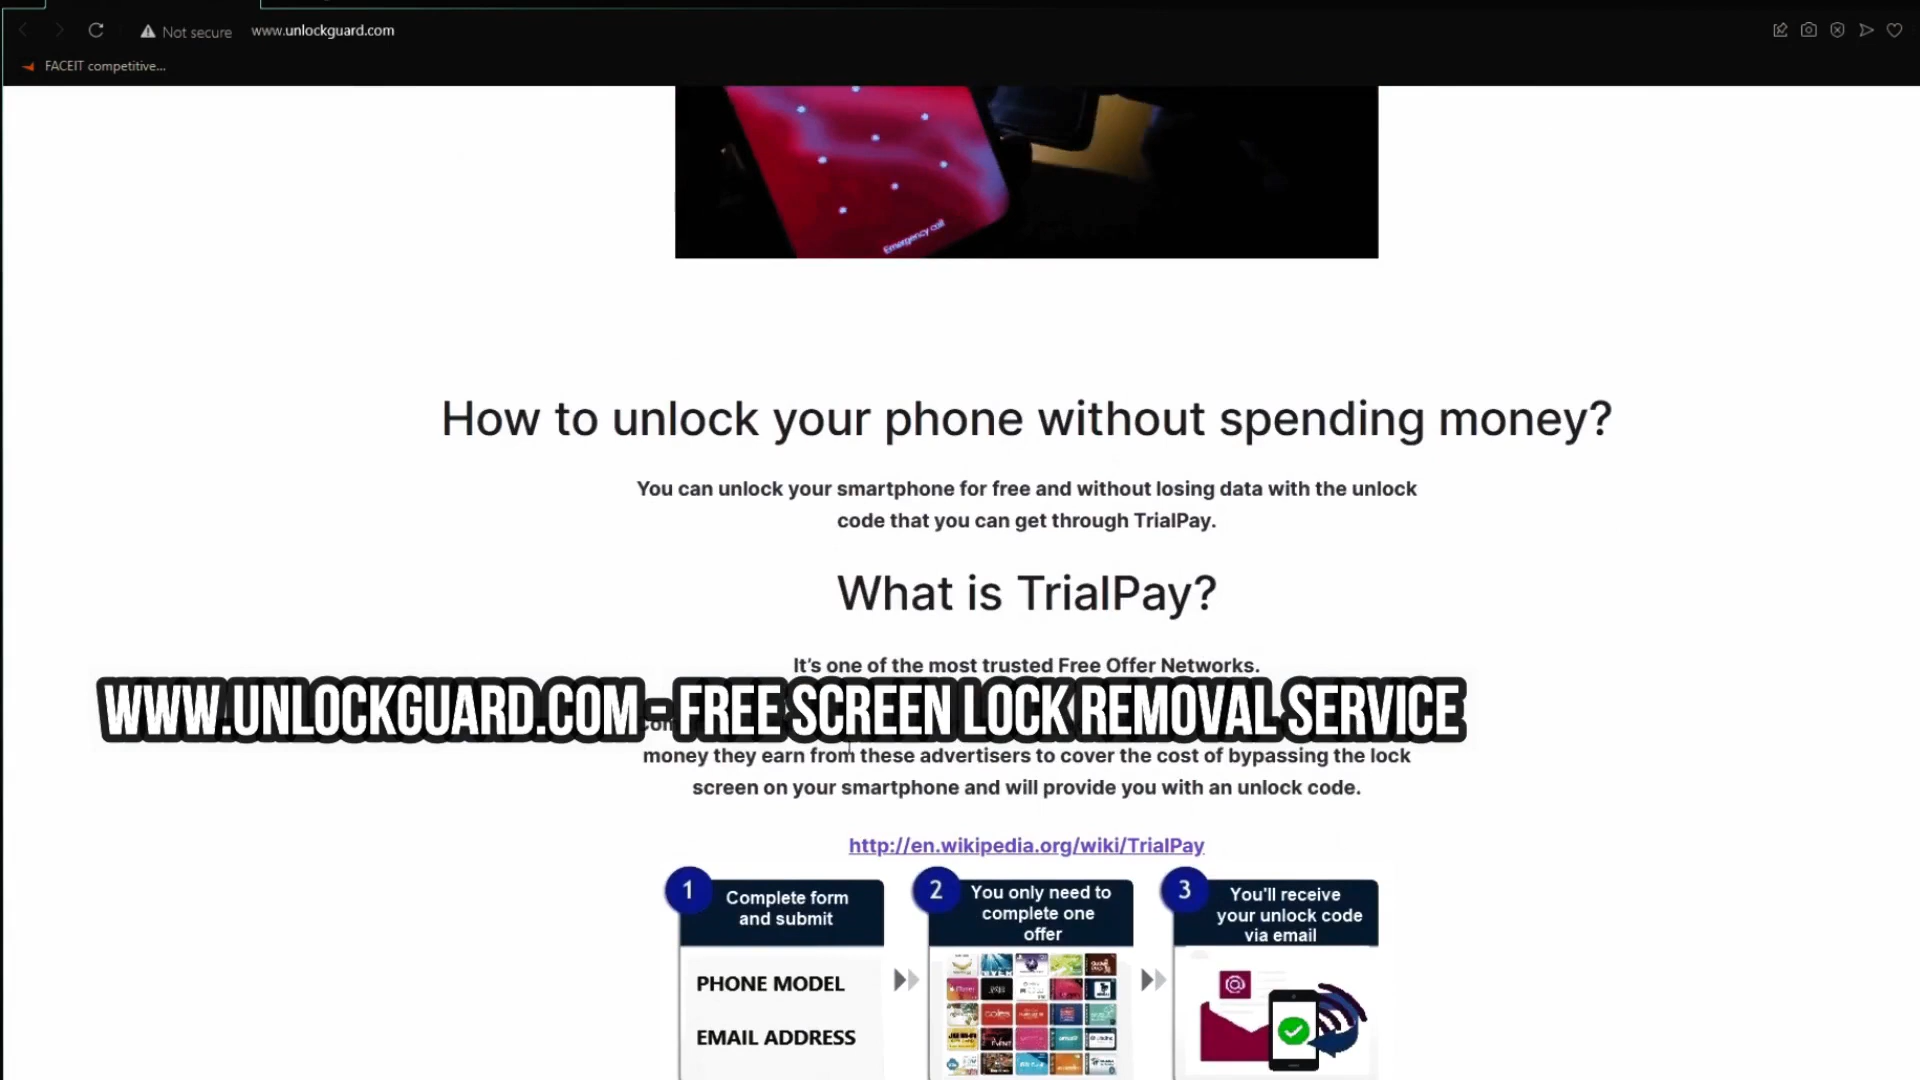 Not secure www.unlockguard.com
FACEIT competitive...
Emergency call
How to unlock your phone without spending money?
You can unlock your smartphone for free and without losing data with the unlock
code that you can get through TrialPay.
What is TrialPay?
It's one of the most trusted Free Offer Networks.
WWW.UNLOCKGUARD.COM - FREE SCREEN LOCK REMOVAL SERVICE
money they earn from these advertisers to cover the cost of bypassing the lock
screen on your smartphone and will provide you with an unlock code.
http://en.wikipedia.org/wiki/TrialPay
1 Complete form
and submit
PHONE MODEL
EMAIL ADDRESS
2 You only need to
complete one
offer
3 You'll receive
your unlock code
via email